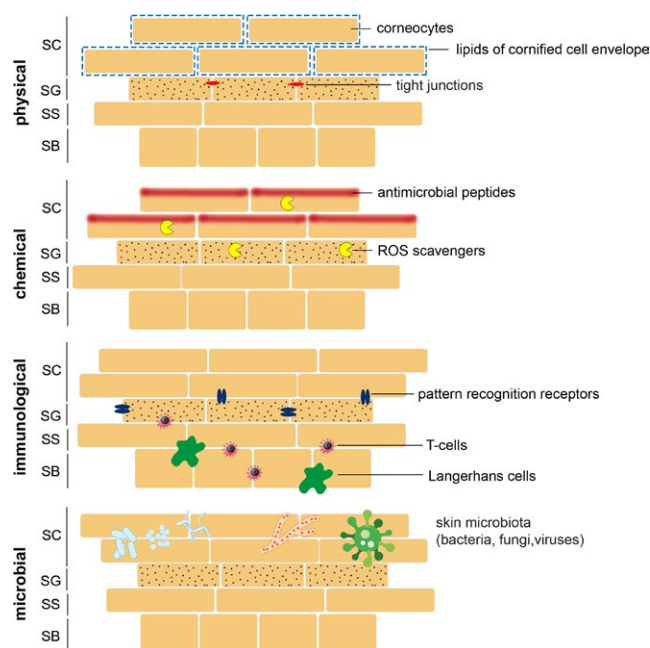 physical
SC
SG
SS
SB
corneocytes
lipids of cornified cell envelope
tight junctions
chemical
SC
SG
SS
SB
antimicrobial peptides
ROS scavengers
immunological
SC
SG
SS
SB
pattern recognition receptors
T-cells
Langerhans cells
microbial
SC
SG
SS
SB
skin microbiota
(bacteria, fungi,viruses)